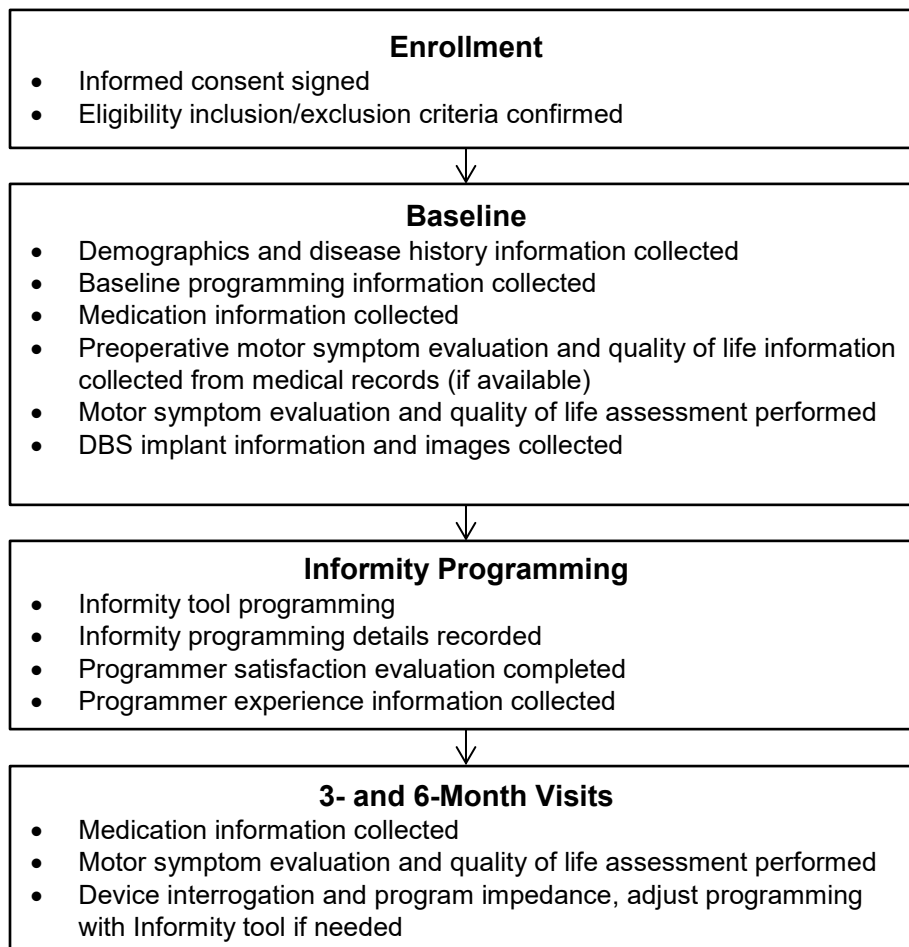 Enrollment
• Informed consent signed
• Eligibility inclusion/exclusion criteria confirmed
Baseline
• Demographics and disease history information collected
• Baseline programming information collected
• Medication information collected
• Preoperative motor symptom evaluation and quality of life information
collected from medical records (if available)
• Motor symptom evaluation and quality of life assessment performed
• DBS implant information and images collected
Informity Programming
• Informity tool programming
• Informity programming details recorded
• Programmer satisfaction evaluation completed
• Programmer experience information collected
3- and 6-Month Visits
• Medication information collected
• Motor symptom evaluation and quality of life assessment performed
• Device interrogation and program impedance, adjust programming
with Informity tool if needed